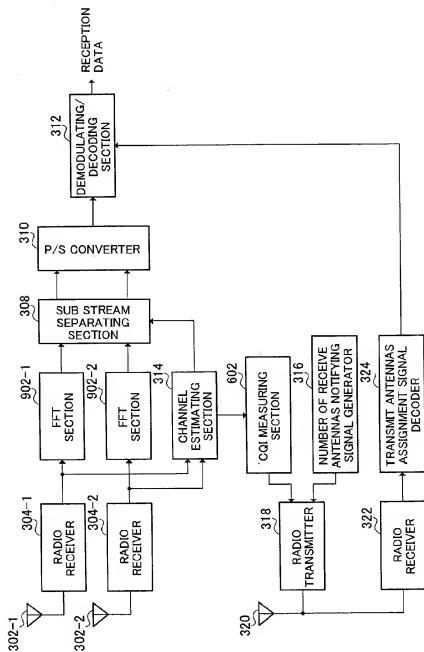 302-1
304-1
RADIO
RECEIVER
902-1
FFT
SECTION
302-2
304-2
RADIO
RECEIVER
902-2
FFT
SECTION
308
SUB STREAM
SEPARATING
SECTION
310
P/S CONVERTER
312
DEMODULATING/
DECODING
SECTION
RECEPTION
DATA
314
CHANNEL
ESTIMATING
SECTION
602
CQI MEASURING
SECTION
316
NUMBER OF RECEIVE
ANTENNAS NOTIFYING
SIGNAL GENERATOR
318
RADIO
TRANSMITTER
320
322
RADIO
RECEIVER
324
TRANSMIT ANTENNAS
ASSIGNMENT SIGNAL
DECODER